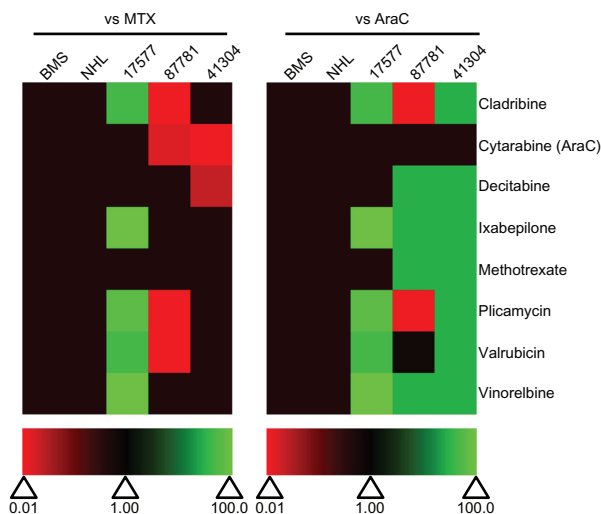 vs MTX
vs AraC
BMS
NHL
17577
87781
41304
BMS
NHL
17577
87781
41304
Cladribine
Cytarabine (AraC)
Decitabine
Ixabepilone
Methotrexate
Plicamycin
Valrubicin
Vinorelbine
0.01
1.00
100.0
0.01
1.00
100.0